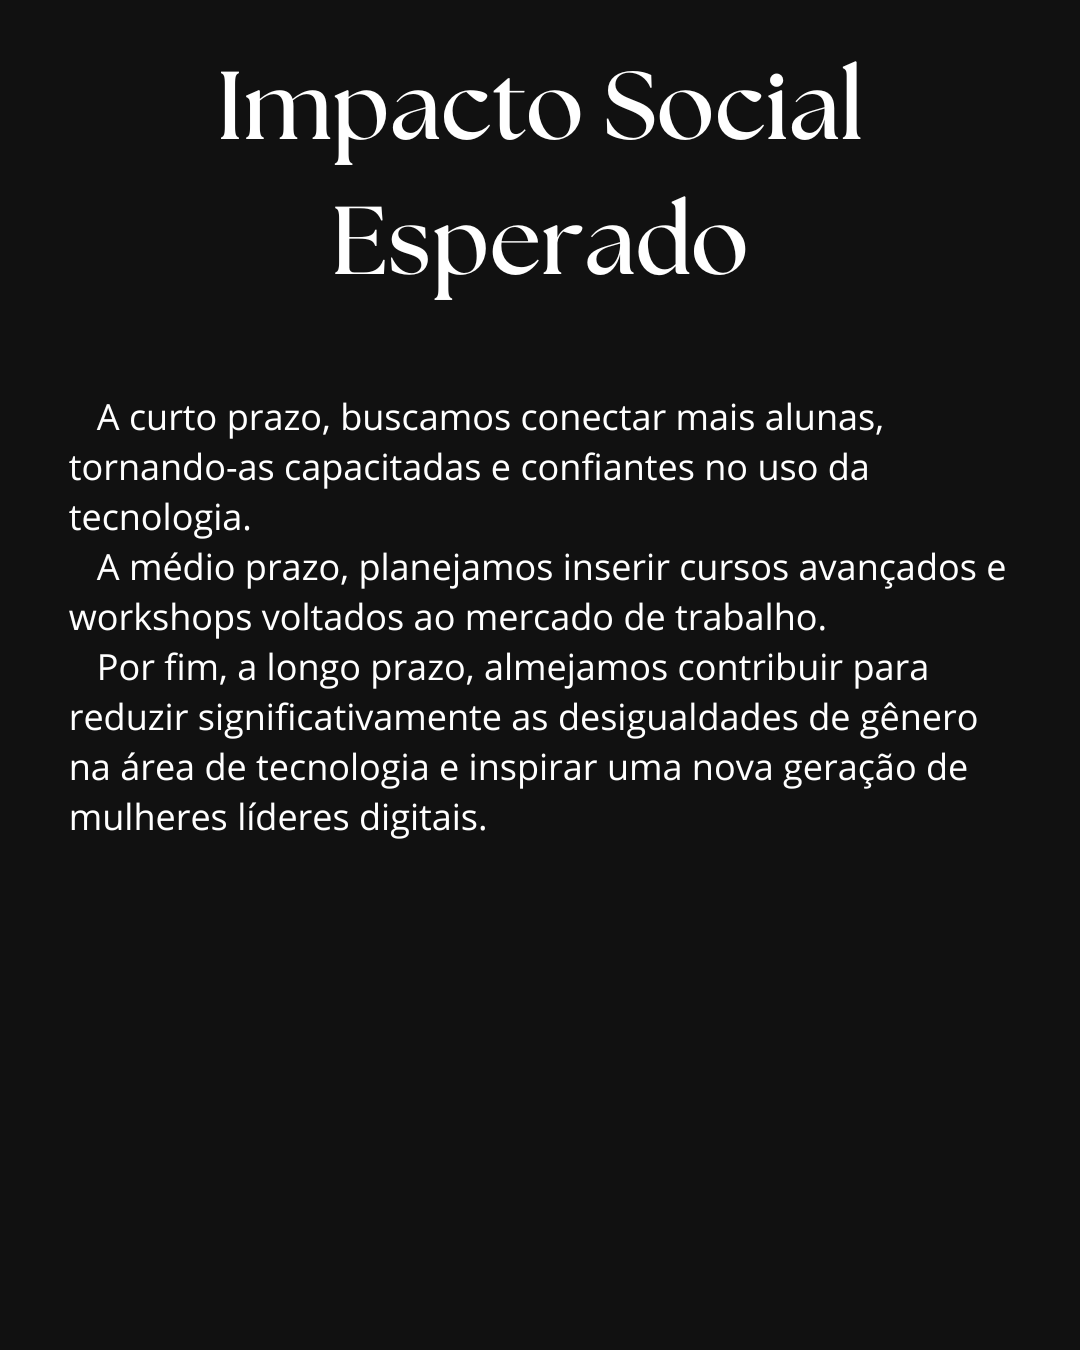 Impacto Social
Esperado
A curto prazo, buscamos conectar mais alunas,
tornando-as capacitadas e confiantes no uso da
tecnologia.
A médio prazo, planejamos inserir cursos avançados e
workshops voltados ao mercado de trabalho.
Por fim, a longo prazo, almejamos contribuir para
reduzir significativamente as desigualdades de gênero
na área de tecnologia e inspirar uma nova geração de
mulheres líderes digitais.